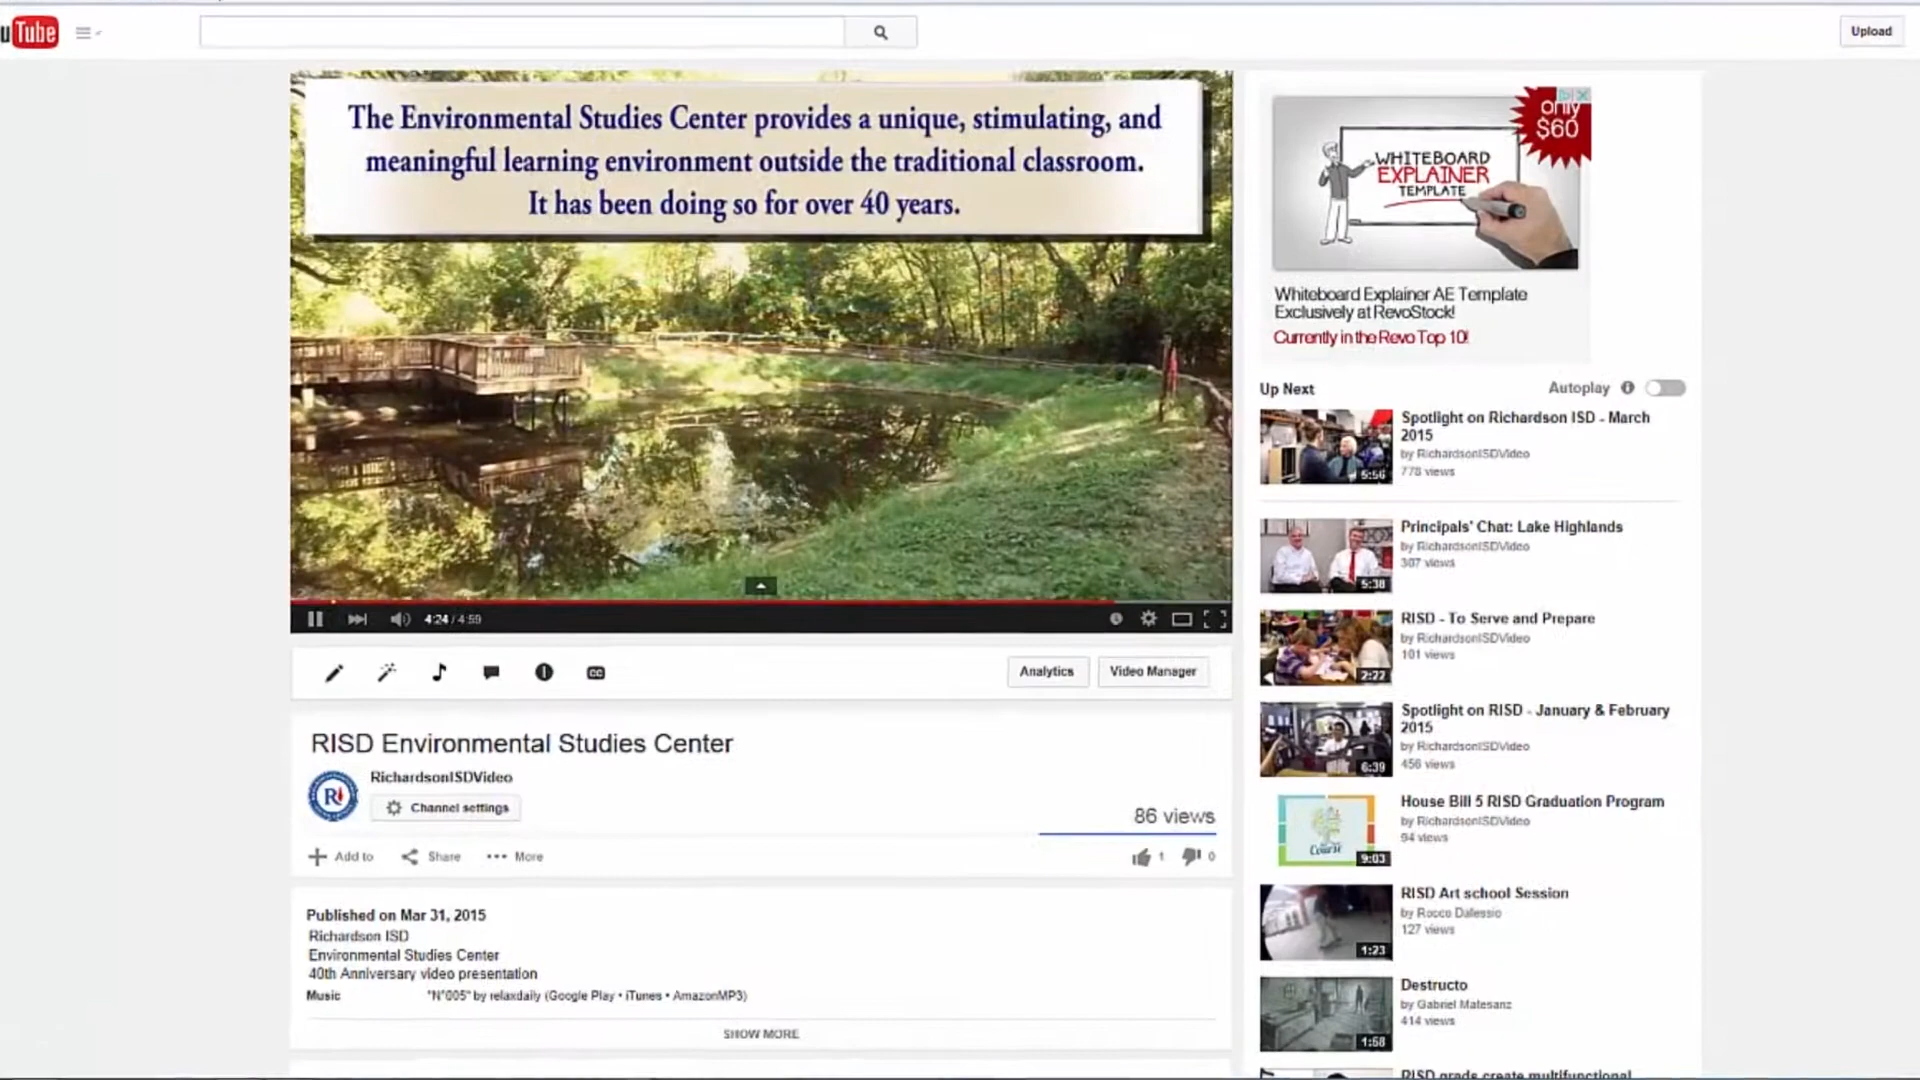 uTube
Upload
The Environmental Studies Center provides a unique, stimulating, and
meaningful learning environment outside the traditional classroom.
It has been doing so for over 40 years.
4:24 / 4:59
Analytics
Video Manager
RISD Environmental Studies Center
R
RichardsonISDVideo
Channel settings
86 views
Add to
Share
More
1
0
Published on Mar 31, 2015
Richardson ISD
Environmental Studies Center
40th Anniversary video presentation
Music "N°005" by relaxdaily (Google Play • iTunes • AmazonMP3)
SHOW MORE
only
$60
WHITEBOARD
EXPLAINER
TEMPLATE
Whiteboard Explainer AE Template
Exclusively at RevoStock!
Currently in the Revo Top 10!
Up Next
Autoplay
Spotlight on Richardson ISD - March
2015
by RichardsonISDVideo
778 views
5:56
Principals' Chat: Lake Highlands
by RichardsonISDVideo
307 views
5:38
RISD - To Serve and Prepare
by RichardsonISDVideo
101 views
2:22
Spotlight on RISD - January & February
2015
by RichardsonISDVideo
456 views
6:39
House Bill 5 RISD Graduation Program
by RichardsonISDVideo
94 views
Course
9:03
RISD Art school Session
by Rocco Dalessio
127 views
1:23
Destructo
by Gabriel Matesanz
414 views
1:58
RISD grads create multifunctional